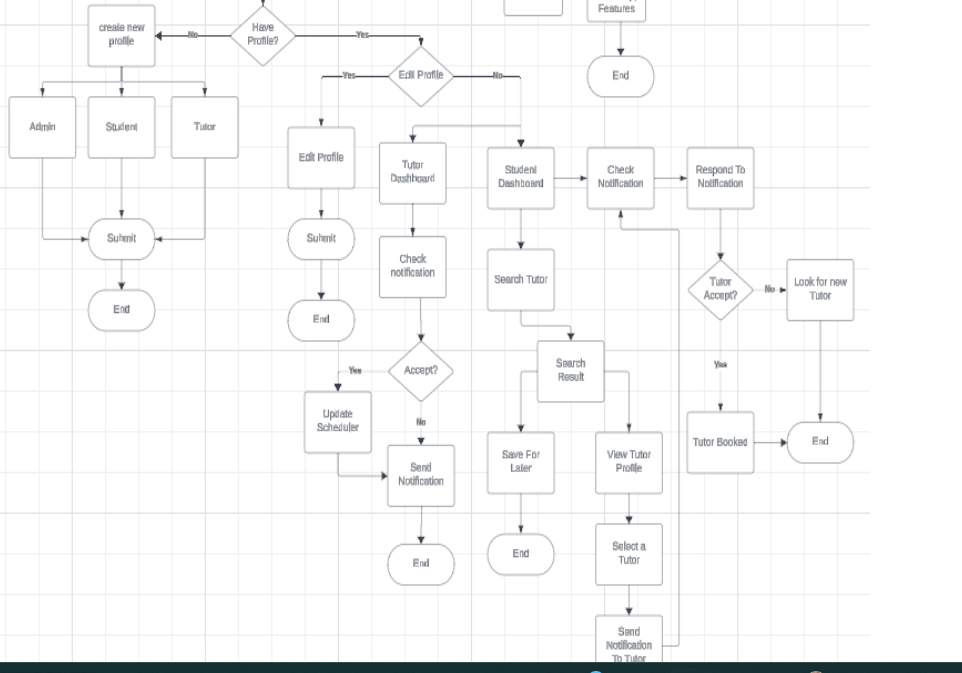 Features
create new
profile
No
Have
Profile?
Yes
End
Yes
Edit Profile
No
Admin
Student
Tutor
Edit Profile
Tutor
Dashboard
Student
Dashboard
Check
Notification
Respond To
Notification
Submit
Submit
Check
notification
Search Tutor
Tutor
Accept?
No
Look for new
Tutor
End
End
Yes
Accept?
Search
Result
Yes
Update
Scheduler
No
Send
Notification
Save For
Later
View Tutor
Profile
Tutor Booked
End
End
End
Select a
Tutor
Send
Notification
To Tutor